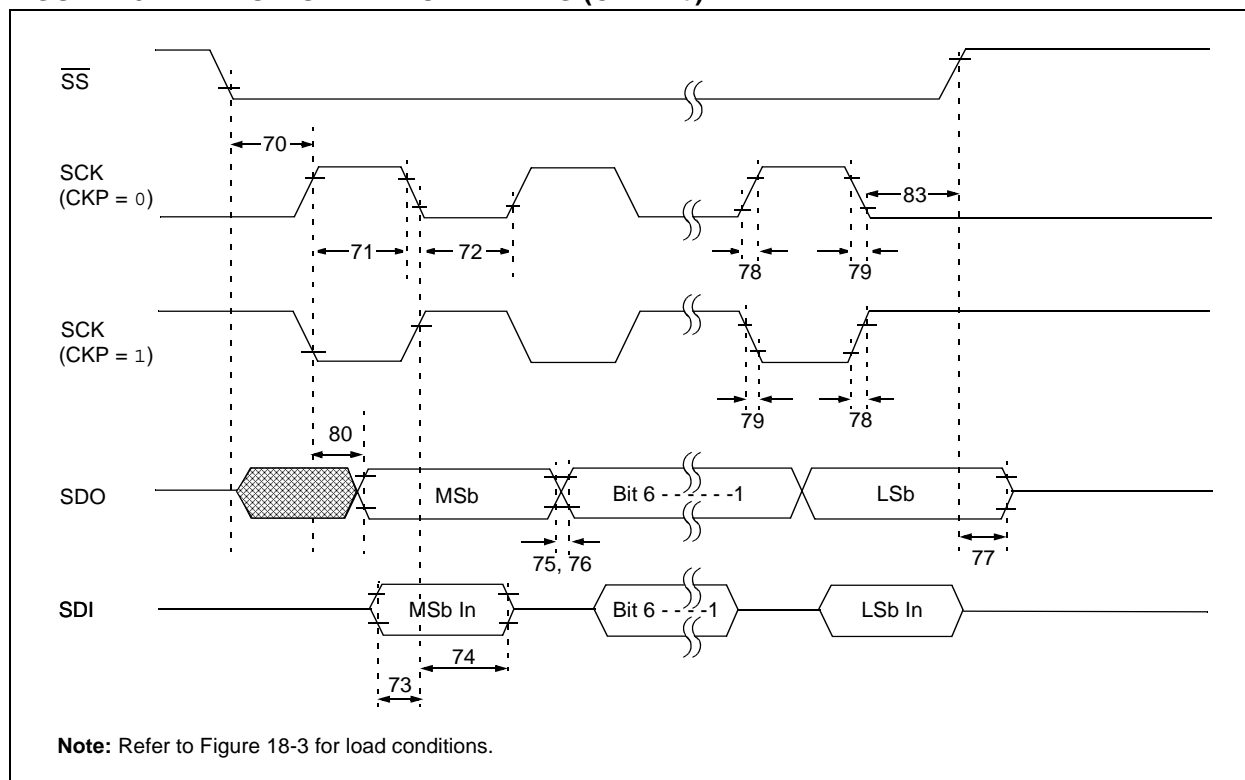 SS
70
SCK
(CKP = 0)
83
71
72
78
79
SCK
(CKP = 1)
79
78
80
SDO
MSb
Bit 6 - - - - - -1
LSb
75, 76
77
SDI
MSb In
Bit 6 - - - -1
LSb In
74
73
Note: Refer to Figure 18-3 for load conditions.